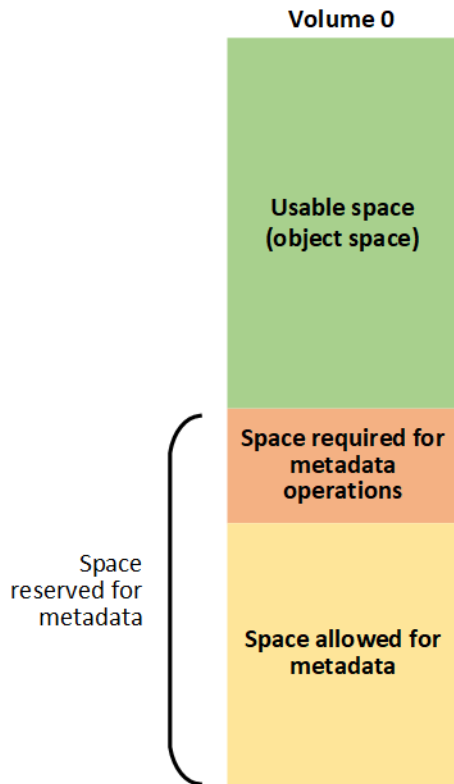 Volume 0
Usable space
(object space)
Space required for
metadata
operations
Space
reserved for
metadata
Space allowed for
metadata